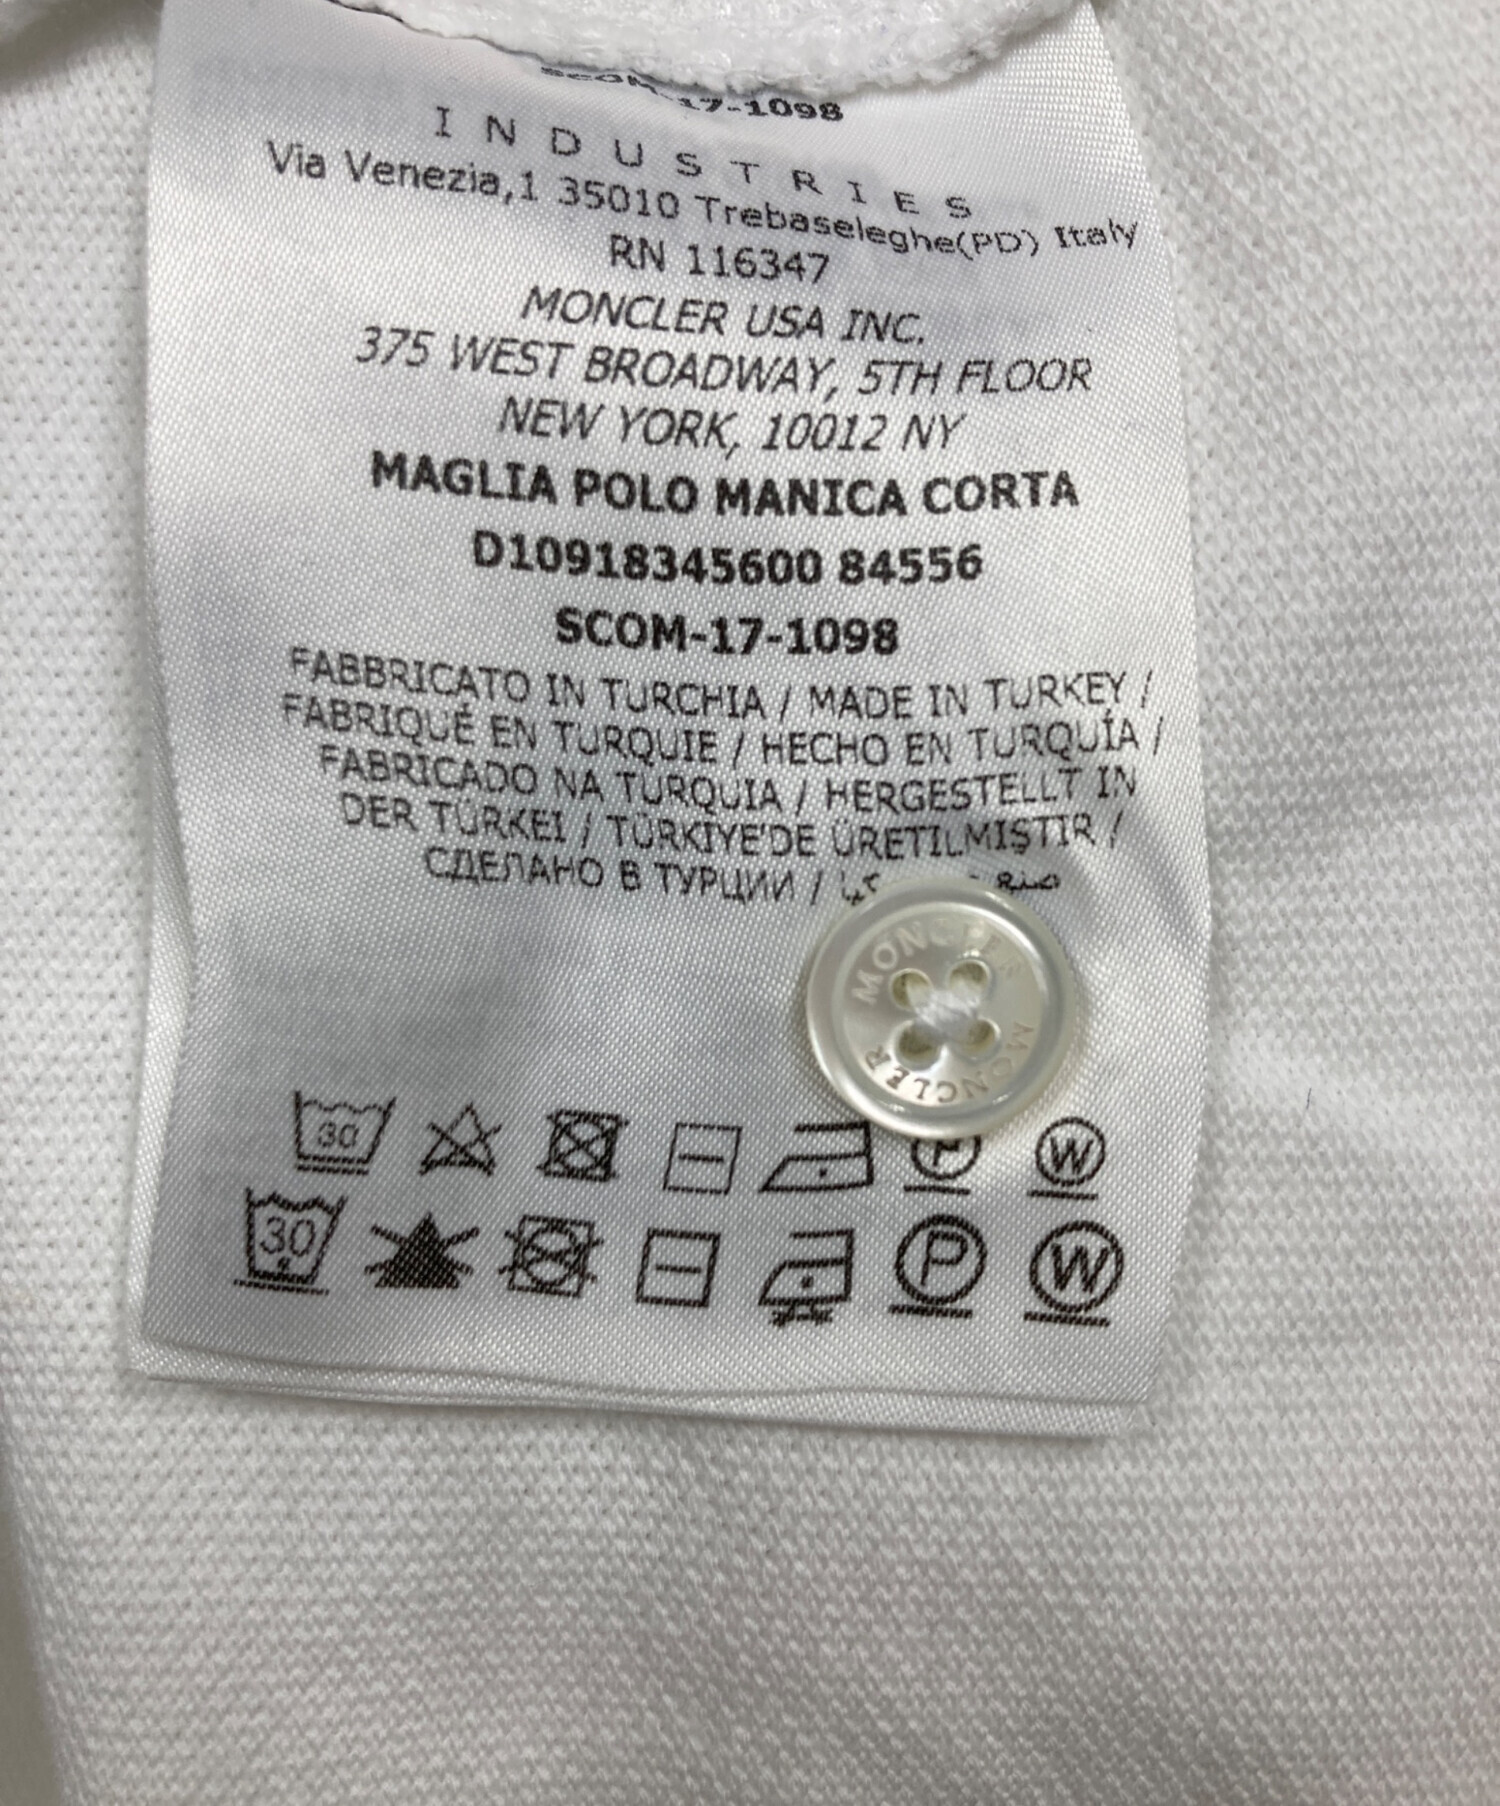 SCOM-17-1098
INDUSTRIES
Via Venezia,1 35010 Trebaseleghe(PD) Italy
RN 116347
MONCLER USA INC.
375 WEST BROADWAY, 5TH FLOOR
NEW YORK, 10012 NY
MAGLIA POLO MANICA CORTA
D10918345600 84556
SCOM-17-1098
FABBRICATO IN TURCHIA / MADE IN TURKEY /
FABRIQUÉ EN TURQUIE / HECHO EN TURQUÍA /
FABRICADO NA TURQUIA / HERGESTELLT IN
DER TÜRKEI / TÜRKIYE'DE ÜRETILMIŞTIR /
СДЕЛАНО В ТУРЦИИ / صنع
MONCLER
MONCLER
30 P W
30 P W